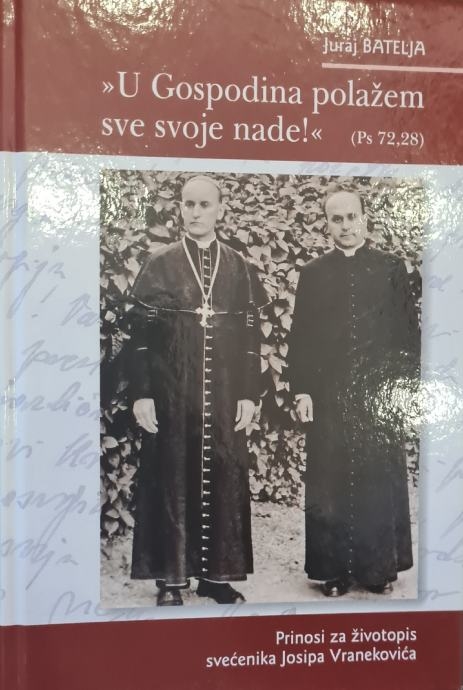 Juraj BATELJA
»U Gospodina polažem
sve svoje nade!« (Ps 72,28)
Prinosi za životopis
svećenika Josipa Vranekovića